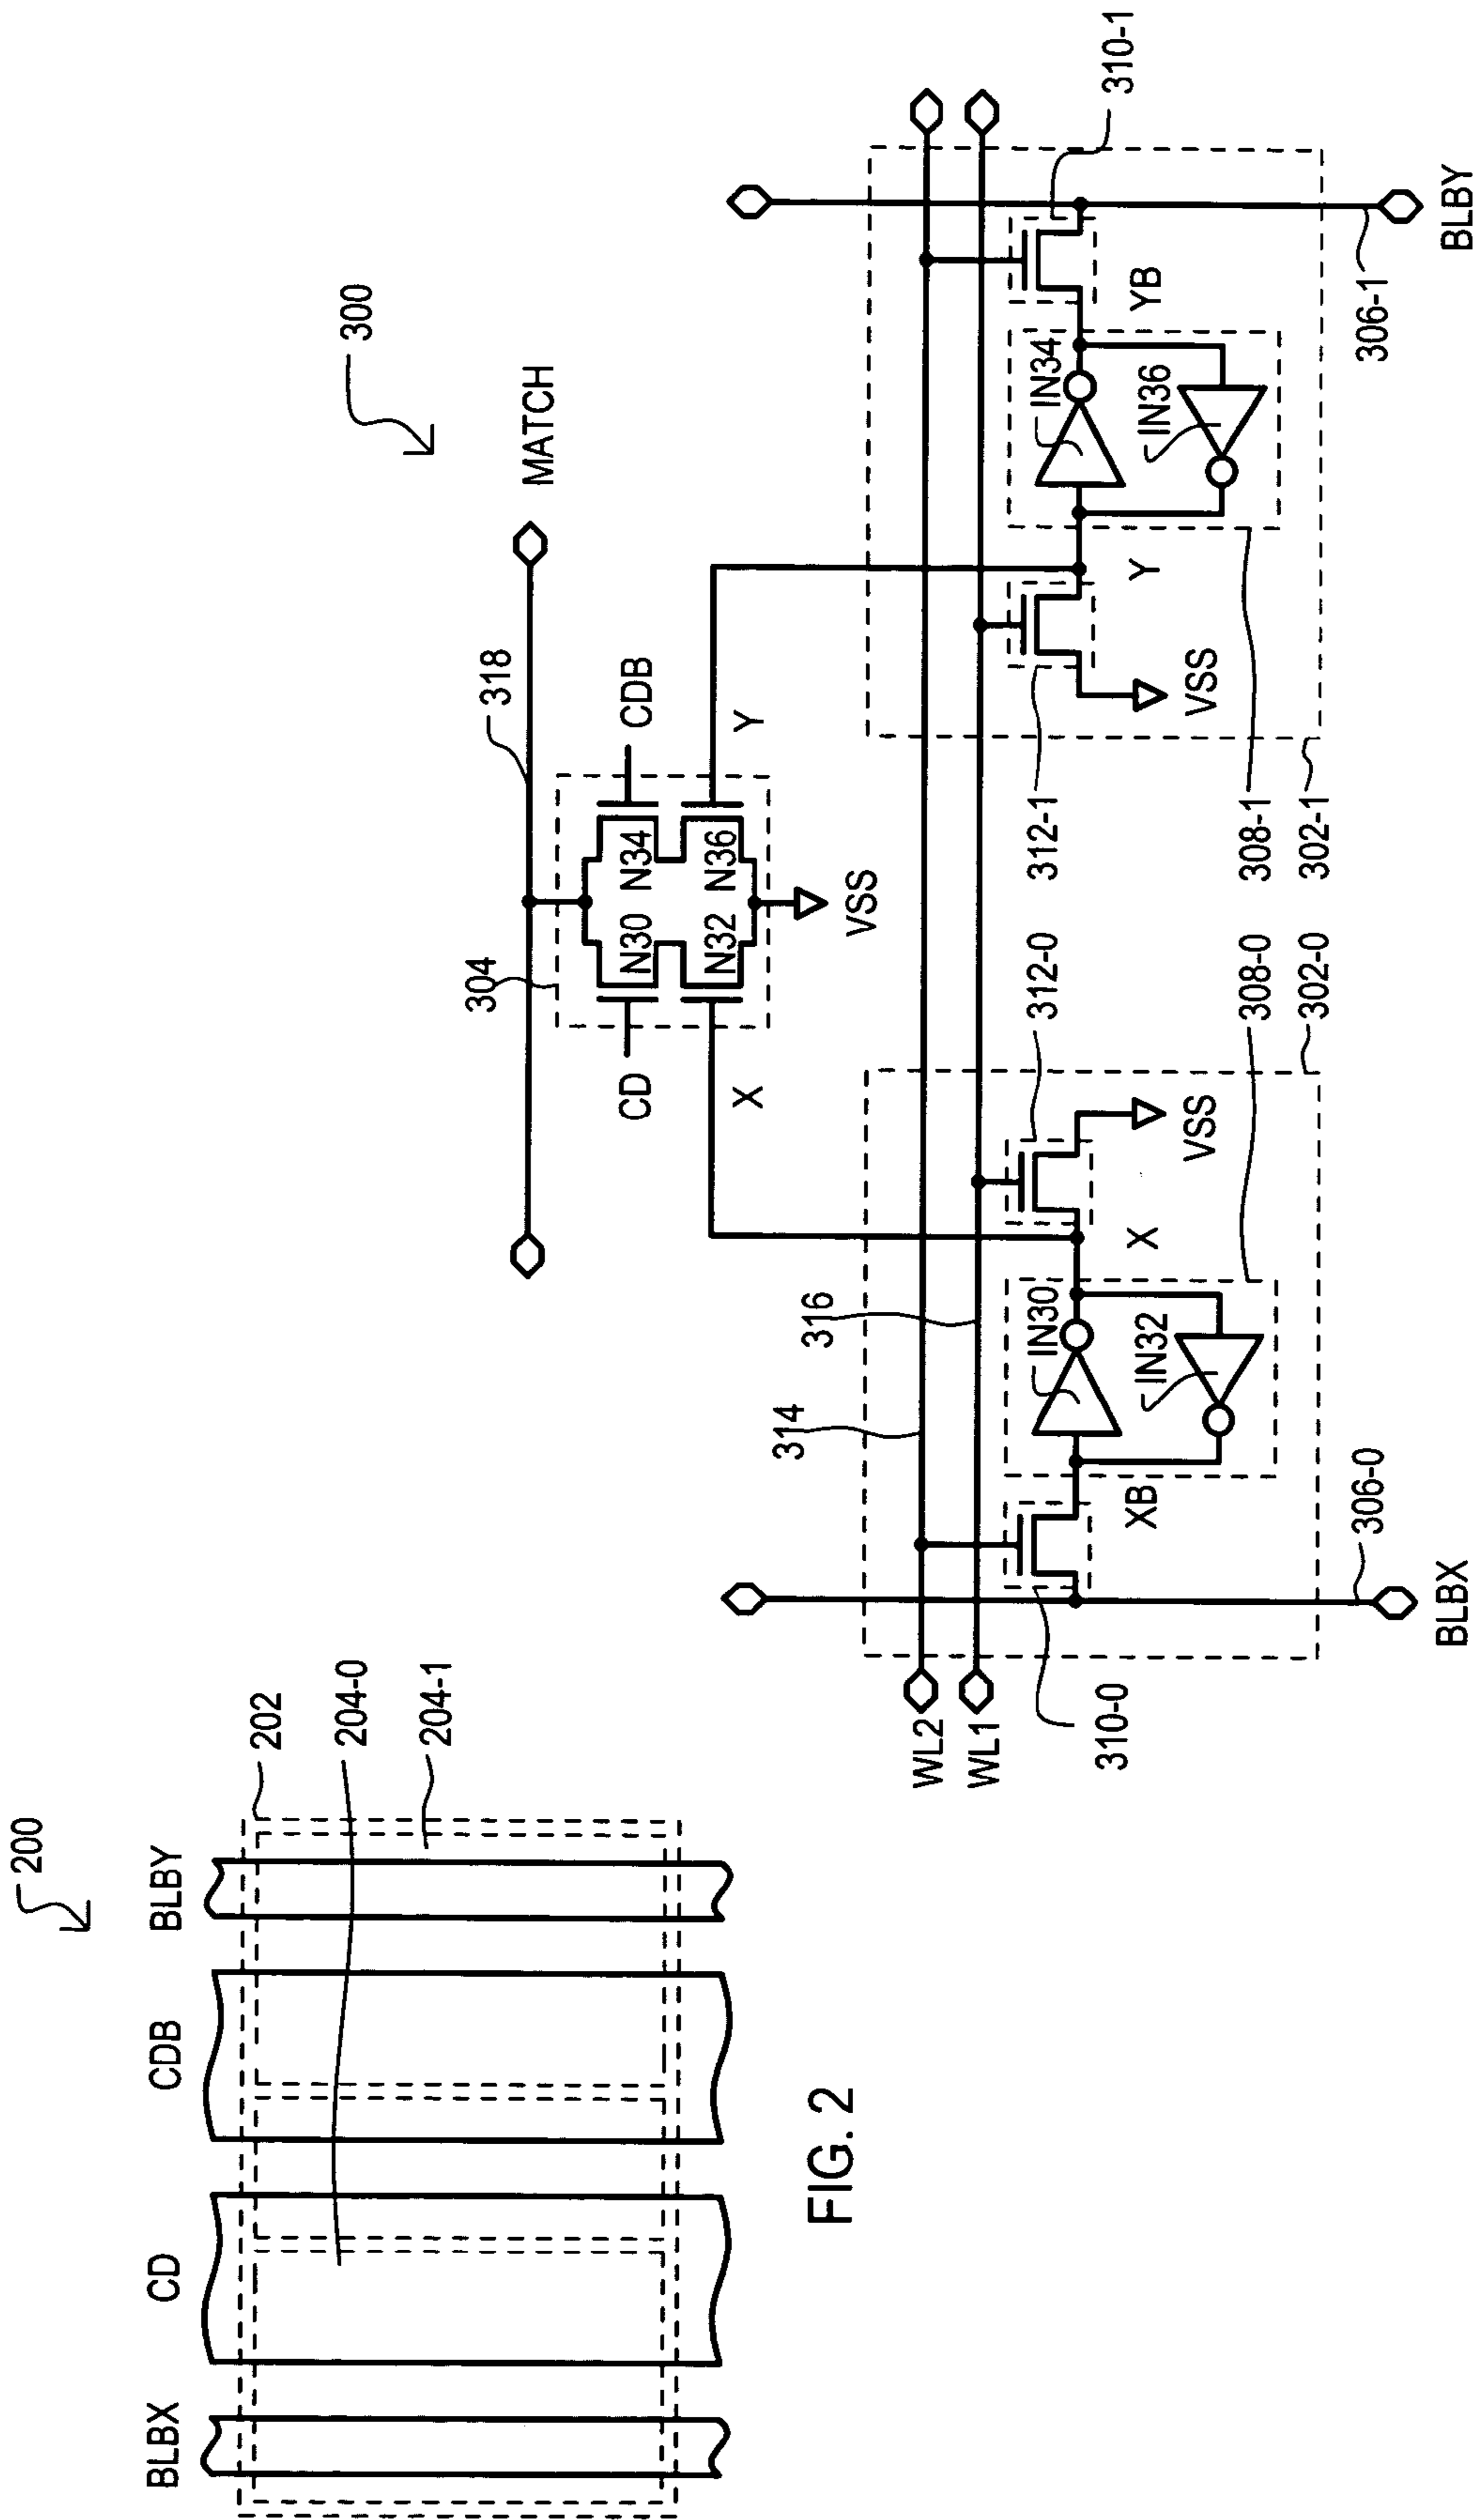 200
BLBX
CD
CDB
BLBY
202
204-0
204-1
FIG. 2
300
MATCH
318
304
CD
CDB
N30
N34
N32
N36
X
Y
VSS
314
316
WL2
WL1
310-0
XB
IN30
IN32
X
VSS
312-0
308-0
302-0
306-0
BLBX
312-1
308-1
302-1
VSS
Y
IN34
IN36
YB
310-1
306-1
BLBY